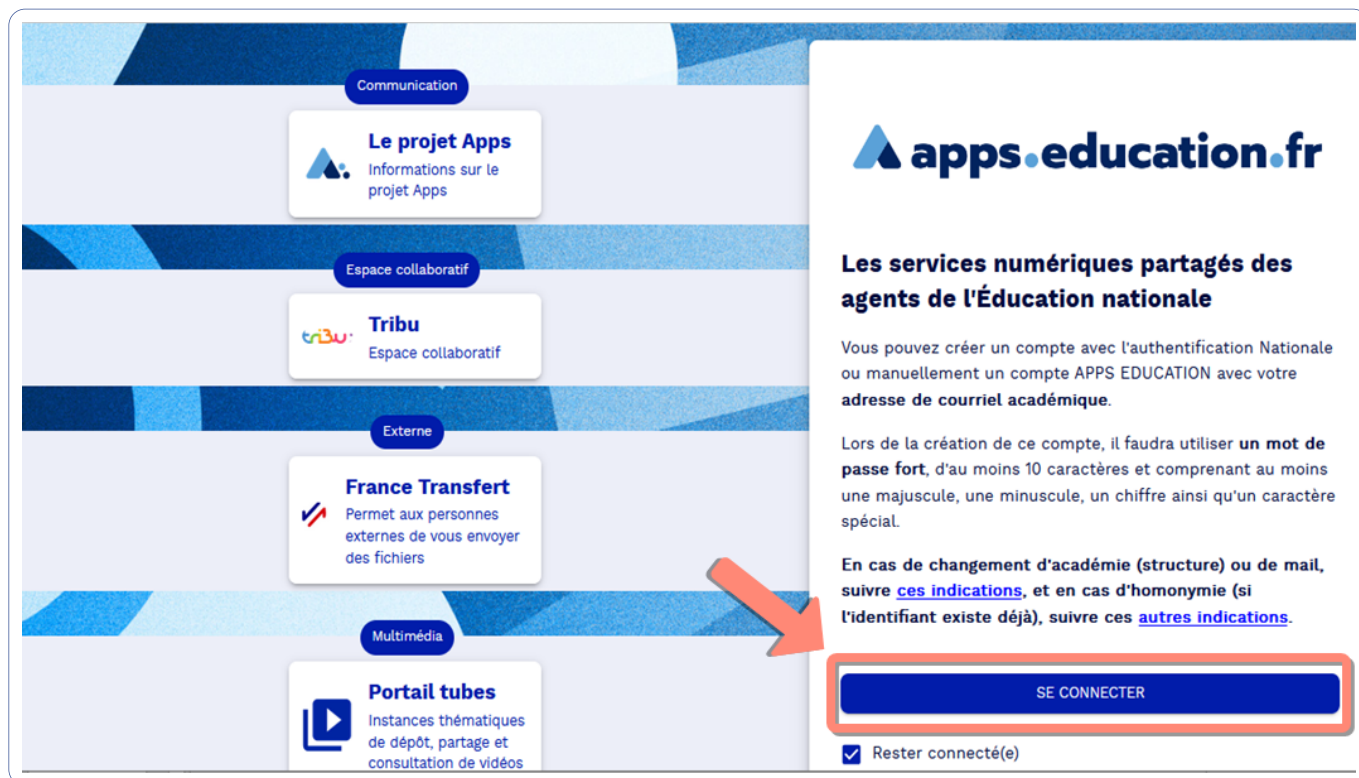 Communication
Le projet Apps
Informations sur le
projet Apps
Espace collaboratif
tribu
Tribu
Espace collaboratif
Externe
France Transfert
Permet aux personnes
externes de vous envoyer
des fichiers
Multimédia
Portail tubes
Instances thématiques
de dépôt, partage et
consultation de vidéos
apps.education.fr
Les services numériques partagés des
agents de l'Éducation nationale
Vous pouvez créer un compte avec l'authentification Nationale
ou manuellement un compte APPS EDUCATION avec votre
adresse de courriel académique.
Lors de la création de ce compte, il faudra utiliser un mot de
passe fort, d'au moins 10 caractères et comprenant au moins
une majuscule, une minuscule, un chiffre ainsi qu'un caractère
spécial.
En cas de changement d'académie (structure) ou de mail,
suivre ces indications, et en cas d'homonymie (si
l'identifiant existe déjà), suivre ces autres indications.
SE CONNECTER
Rester connecté(e)